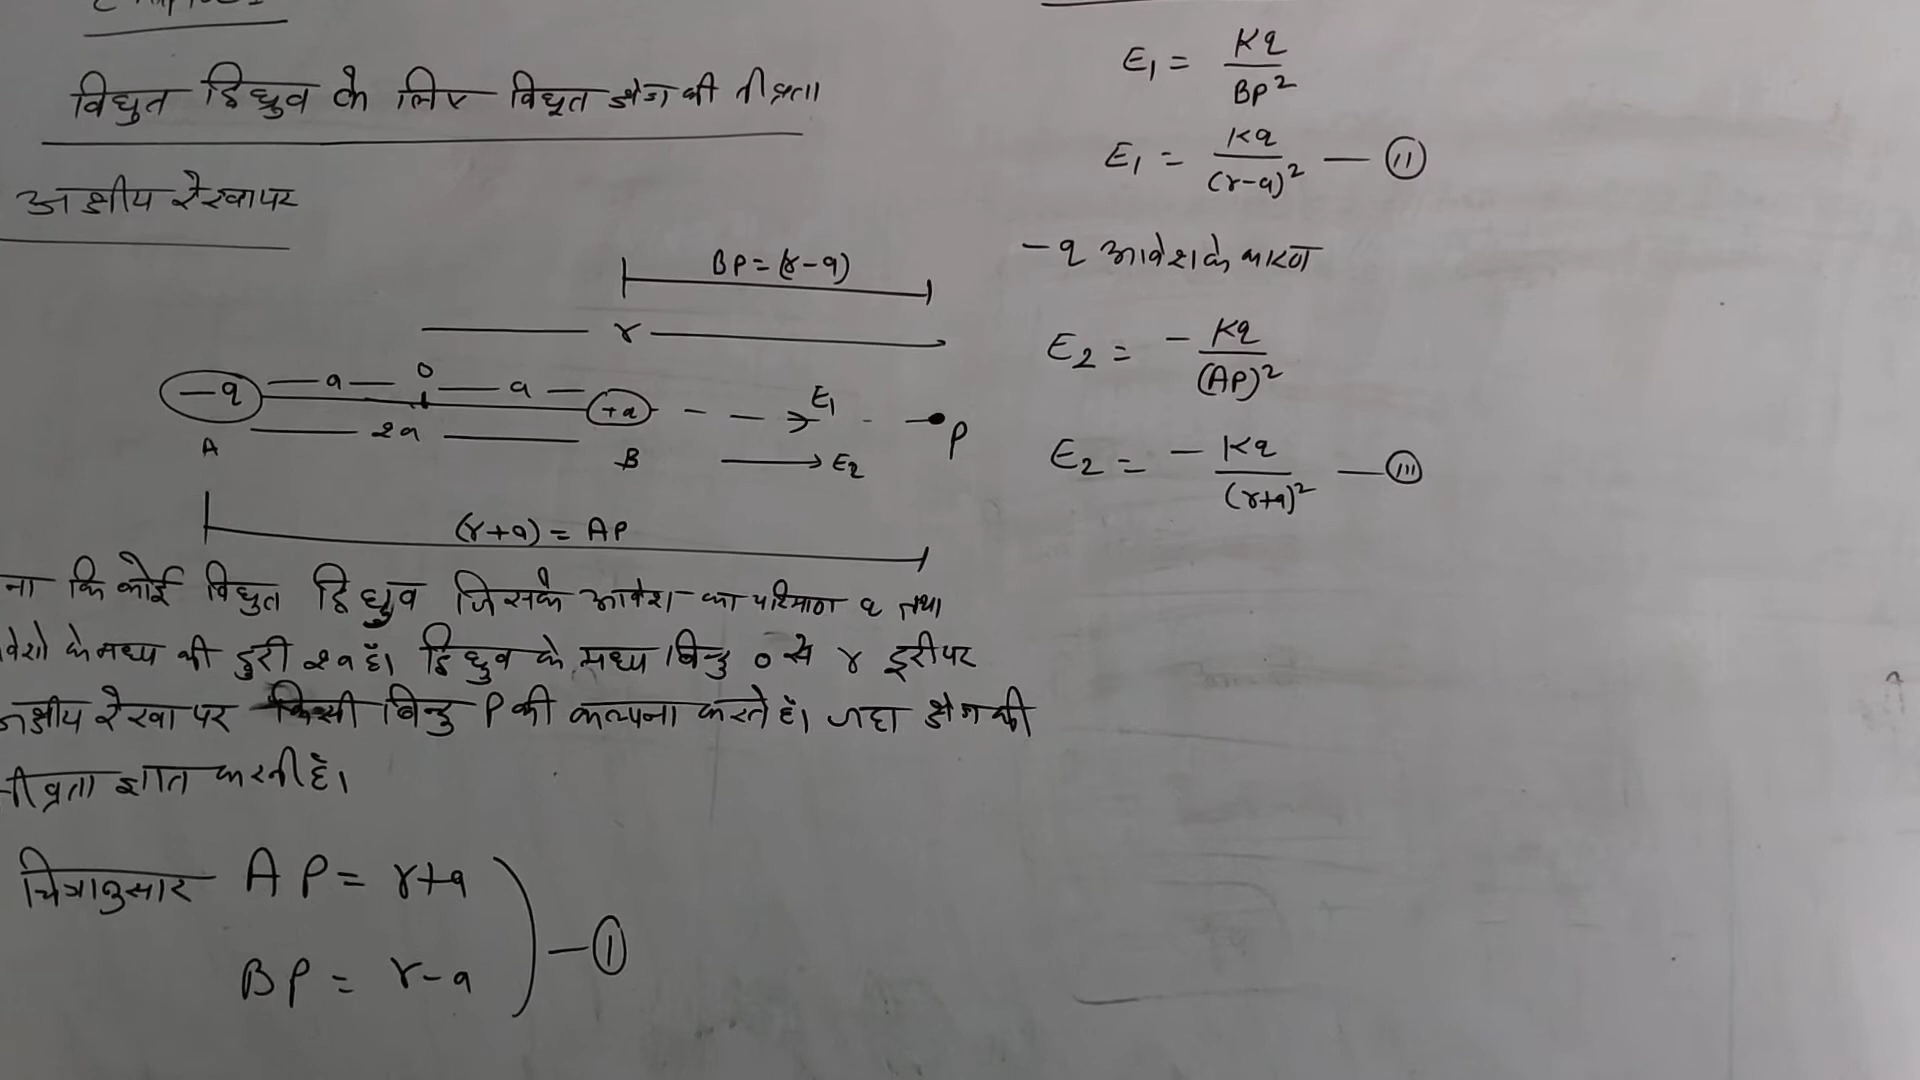 विधुत द्विध्रुव के लिए विधूत क्षेत्र की तीव्रता
अक्षीय रेखा पर
BP = (r-a)
r
-q — a — O — a — +q - - → E₁ - • P
A 2a B → E₂
(r+a) = AP
ना कि कोई विधुत द्विध्रुव जिसके आवेश का परिमाण q तथा
वेशो के मध्य की दुरी 2a है। द्विध्रुव के मध्य बिन्दु O से r दूरी पर
अक्षीय रेखा पर किसी बिन्दु P की कल्पना करते है। जहा क्षेत्र की
तीव्रता ज्ञात करनी है।
चित्रानुसार AP = r+a
BP = r-a — (I)
E₁ = Kq / BP²
E₁ = Kq / (r-a)² — (II)
-q आवेश के कारण
E₂ = - Kq / (AP)²
E₂ = - Kq / (r+a)² — (III)